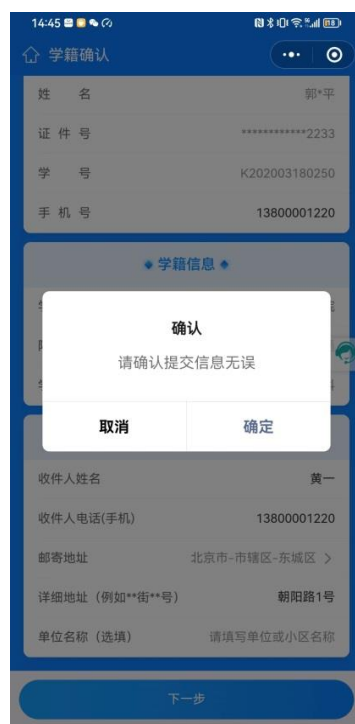 14:45
学籍确认
姓 名 郭*平
证 件 号 ************2233
学 号 K202003180250
手 机 号 13800001220
学籍信息
确认
请确认提交信息无误
取消 确定
收件人姓名 黄一
收件人电话(手机) 13800001220
邮寄地址 北京市-市辖区-东城区 >
详细地址（例如**街**号） 朝阳路1号
单位名称（选填） 请填写单位或小区名称
下一步